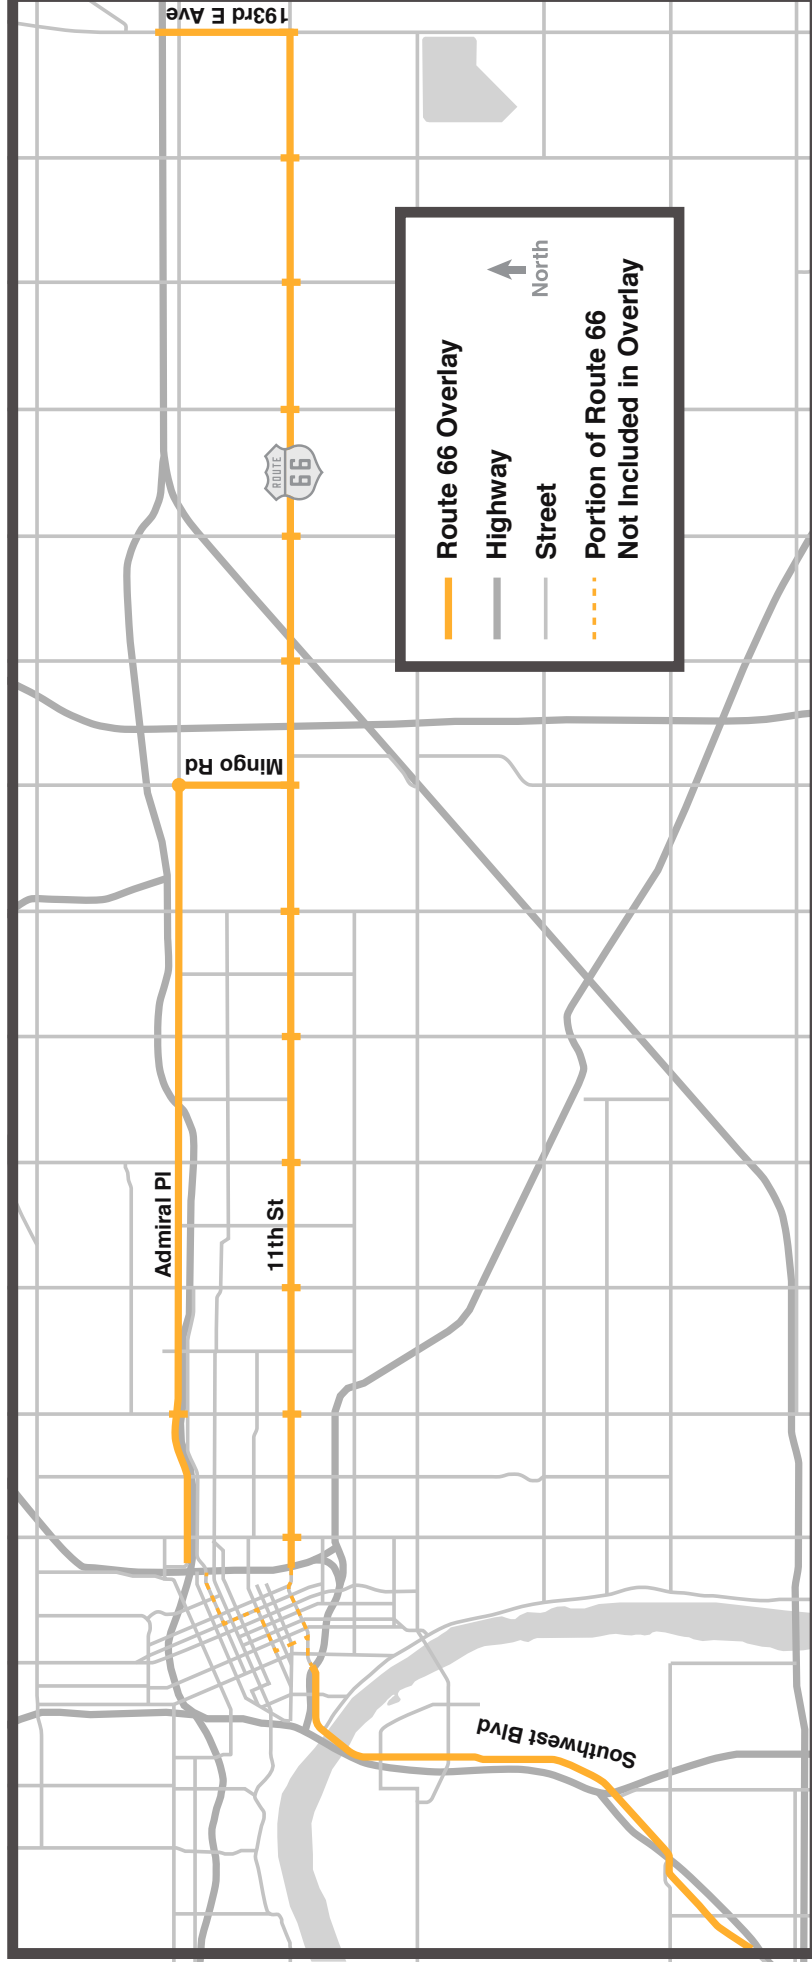 193rd E Ave
ROUTE
66
Mingo Rd
Admiral Pl
11th St
Southwest Blvd
Route 66 Overlay
Highway
Street
Portion of Route 66
Not Included in Overlay
North